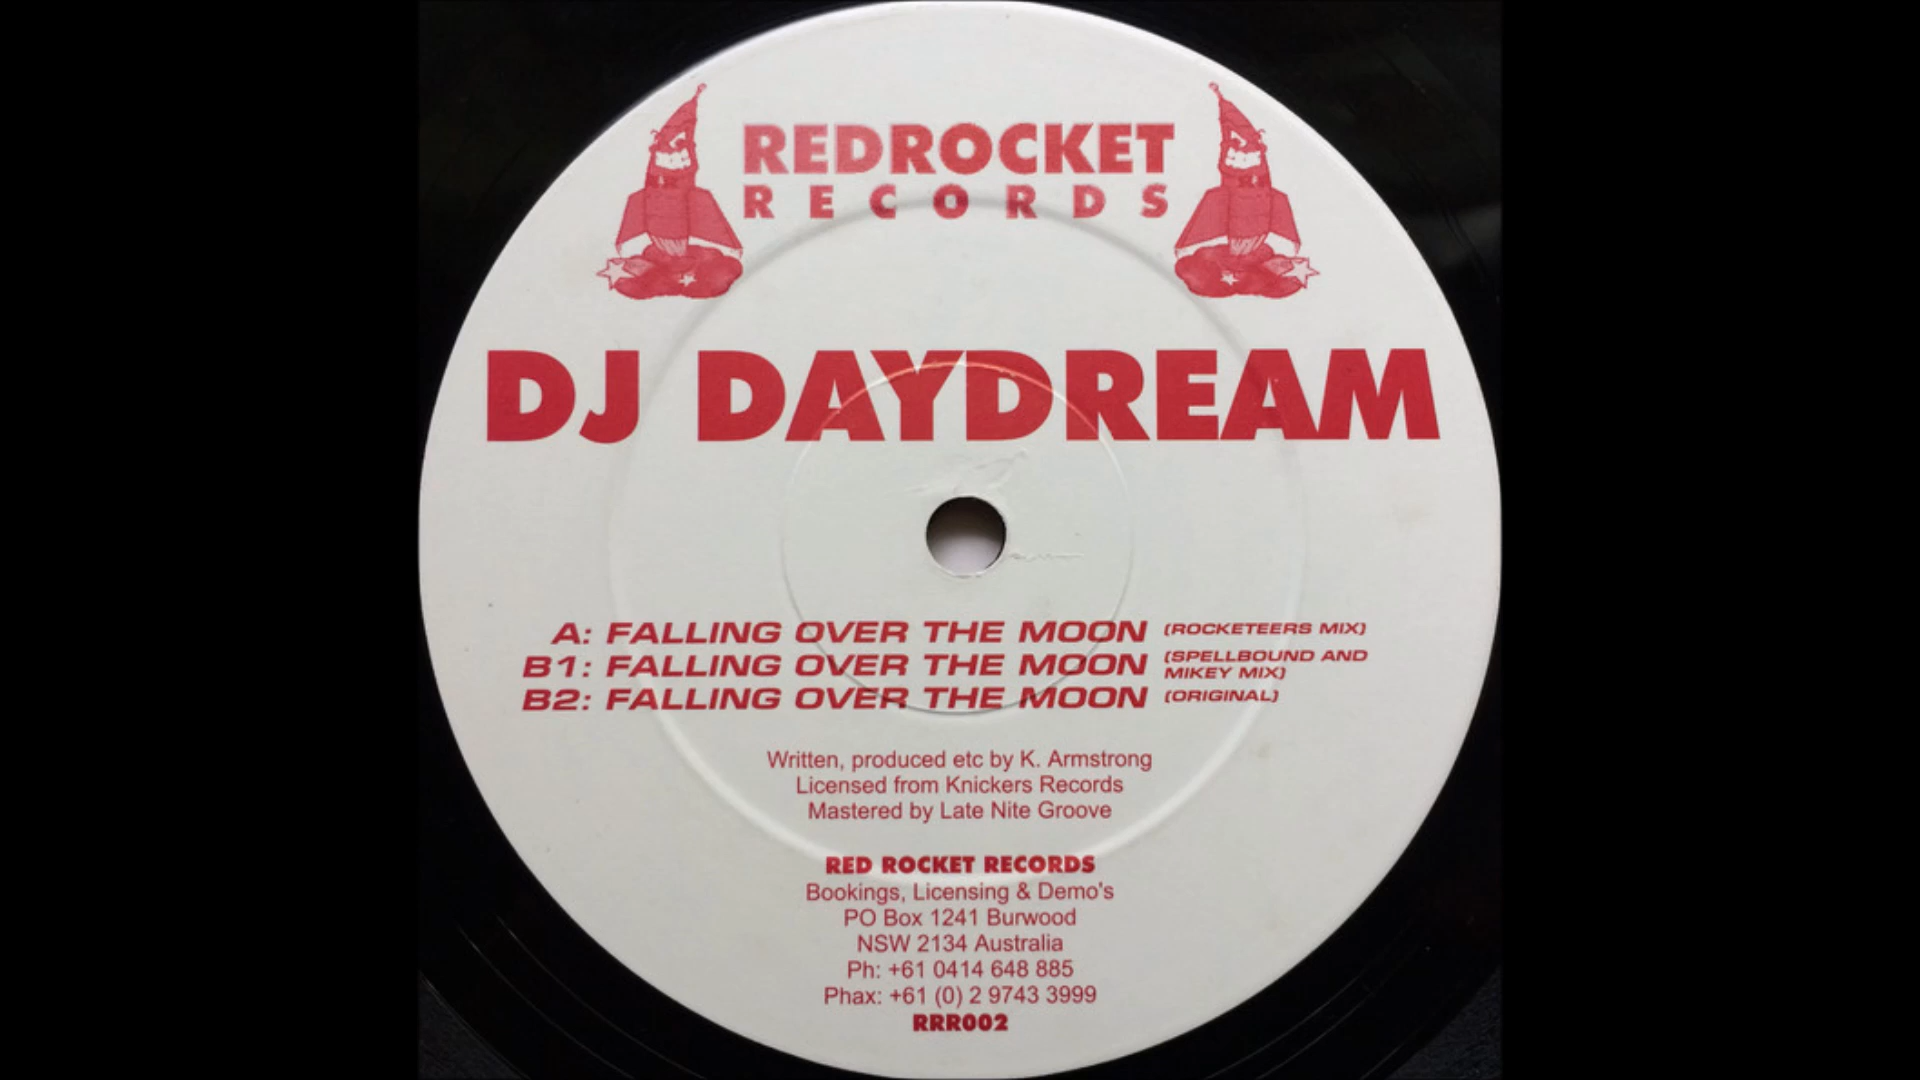 REDROCKET
RECORDS
DJ DAYDREAM
A: FALLING OVER THE MOON (ROCKETEERS MIX)
B1: FALLING OVER THE MOON (SPELLBOUND AND
MIKEY MIX)
B2: FALLING OVER THE MOON (ORIGINAL)
Written, produced etc by K. Armstrong
Licensed from Knickers Records
Mastered by Late Nite Groove
RED ROCKET RECORDS
Bookings, Licensing & Demo's
PO Box 1241 Burwood
NSW 2134 Australia
Ph: +61 0414 648 885
Phax: +61 (0) 2 9743 3999
RRR002